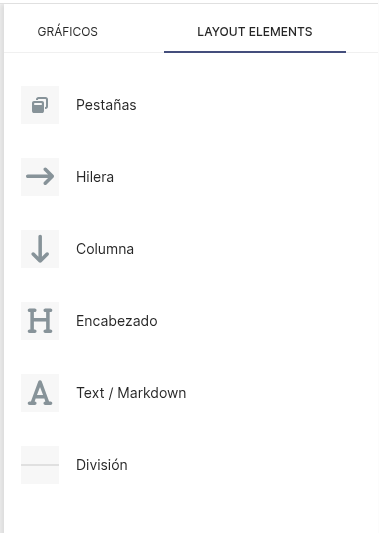 GRÁFICOS
LAYOUT ELEMENTS
Pestañas
Hilera
Columna
H Encabezado
A Text / Markdown
División